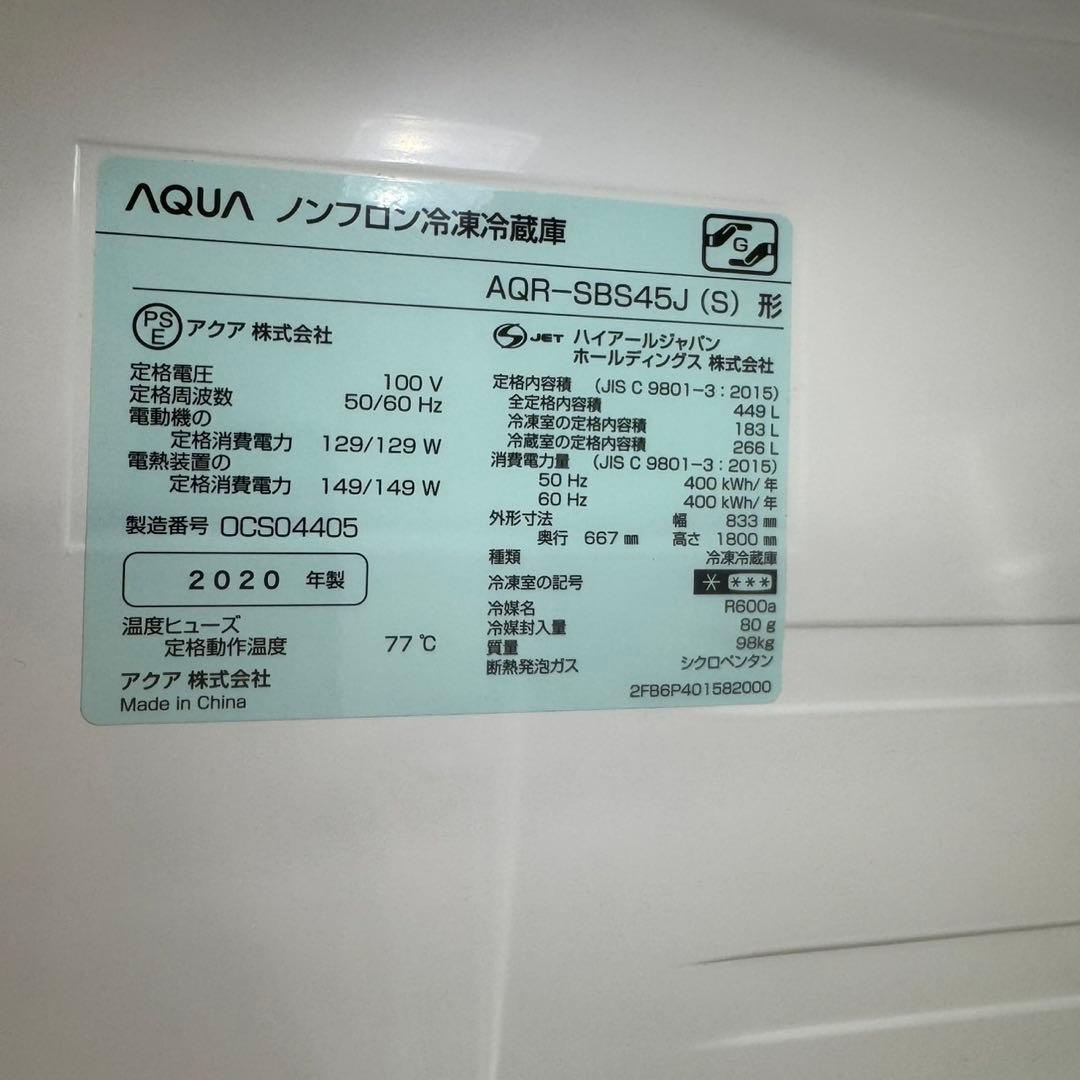 AQUA ノンフロン冷凍冷蔵庫
G
AQR-SBS45J (S) 形
PSE アクア 株式会社
定格電圧 100 V
定格周波数 50/60 Hz
電動機の
定格消費電力 129/129 W
電熱装置の
定格消費電力 149/149 W
製造番号 OCS04405
2020 年製
温度ヒューズ
定格動作温度 77 ℃
アクア 株式会社
Made in China
S JET ハイアールジャパン
ホールディングス 株式会社
定格内容積 (JIS C 9801-3 : 2015)
全定格内容積 449 L
冷凍室の定格内容積 183 L
冷蔵室の定格内容積 266 L
消費電力量 (JIS C 9801-3 : 2015)
50 Hz 400 kWh/年
60 Hz 400 kWh/年
外形寸法 幅 833 ㎜
奥行 667 ㎜ 高さ 1800 ㎜
種類 冷凍冷蔵庫
冷凍室の記号 * ***
冷媒名 R600a
冷媒封入量 80 g
質量 98kg
断熱発泡ガス シクロペンタン
2FB6P401582000